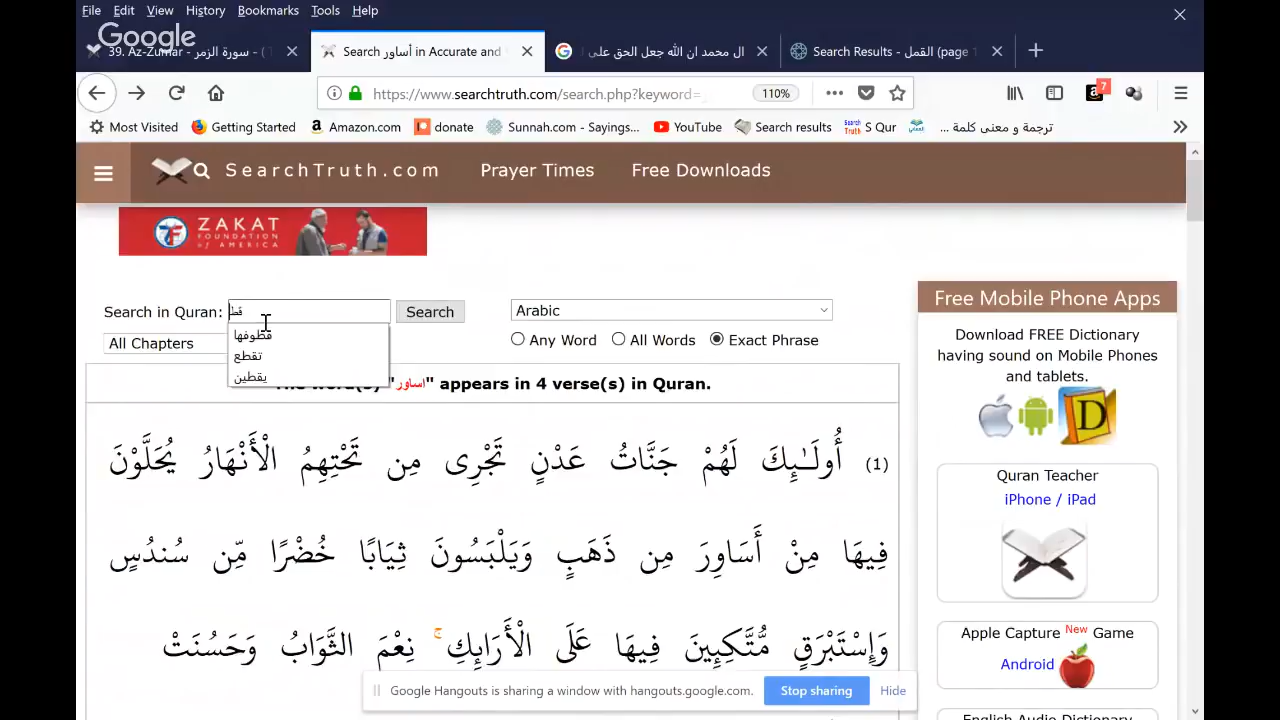 File Edit View History Bookmarks Tools Help
Google
39. Az-Zumar - سورة الزمر - (
Search أساور in Accurate and
ال محمد ان الله جعل الحق على
Search Results - القمل (page
https://www.searchtruth.com/search.php?keyword=
110%
7
Most Visited Getting Started Amazon.com donate Sunnah.com - Sayings... YouTube Search results S Qur ترجمة و معنى كلمة ...
SearchTruth.com Prayer Times Free Downloads
ZAKAT
FOUNDATION
OF AMERICA
Search in Quran: قط Search Arabic
قطوفها
تقطع
يقطين
All Chapters
Any Word All Words Exact Phrase
"اساور" appears in 4 verse(s) in Quran.
(1) أُولَـٰئِكَ لَهُمْ جَنَّاتُ عَدْنٍ تَجْرِى مِن تَحْتِهِمُ الْأَنْهَارُ يُحَلَّوْنَ
فِيهَا مِنْ أَسَاوِرَ مِن ذَهَبٍ وَيَلْبَسُونَ ثِيَابًا خُضْرًا مِّن سُندُسٍ
وَإِسْتَبْرَقٍ مُّتَّكِئِينَ فِيهَا عَلَى الْأَرَائِكِ ۚ نِعْمَ الثَّوَابُ وَحَسُنَتْ
Free Mobile Phone Apps
Download FREE Dictionary
having sound on Mobile Phones
and tablets.
D
Quran Teacher
iPhone / iPad
Apple Capture New Game
Android
English Audio Dictionary
Google Hangouts is sharing a window with hangouts.google.com. Stop sharing Hide